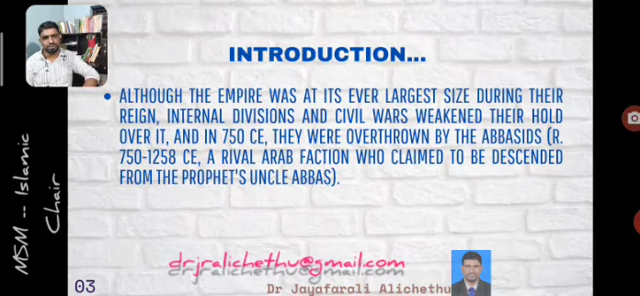 INTRODUCTION...
• ALTHOUGH THE EMPIRE WAS AT ITS EVER LARGEST SIZE DURING THEIR
REIGN, INTERNAL DIVISIONS AND CIVIL WARS WEAKENED THEIR HOLD
OVER IT, AND IN 750 CE, THEY WERE OVERTHROWN BY THE ABBASIDS (R.
750-1258 CE, A RIVAL ARAB FACTION WHO CLAIMED TO BE DESCENDED
FROM THE PROPHET'S UNCLE ABBAS).
MSM -- Islamic
Chair
drjralichethu@gmail.com
03
Dr Jayafarali Alichethu